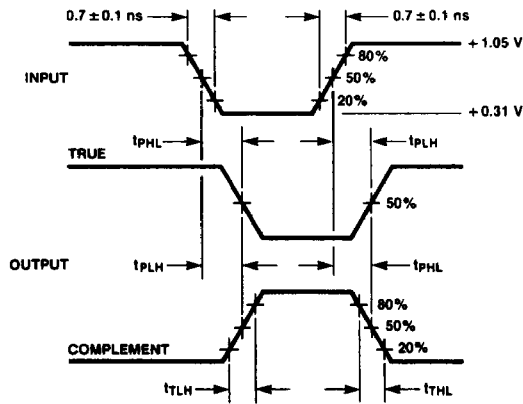 0.7 ± 0.1 ns
0.7 ± 0.1 ns
+ 1.05 V
80%
INPUT
50%
20%
+ 0.31 V
tPHL
tPLH
TRUE
50%
OUTPUT
tPLH
tPHL
80%
50%
COMPLEMENT
20%
tTLH
tTHL